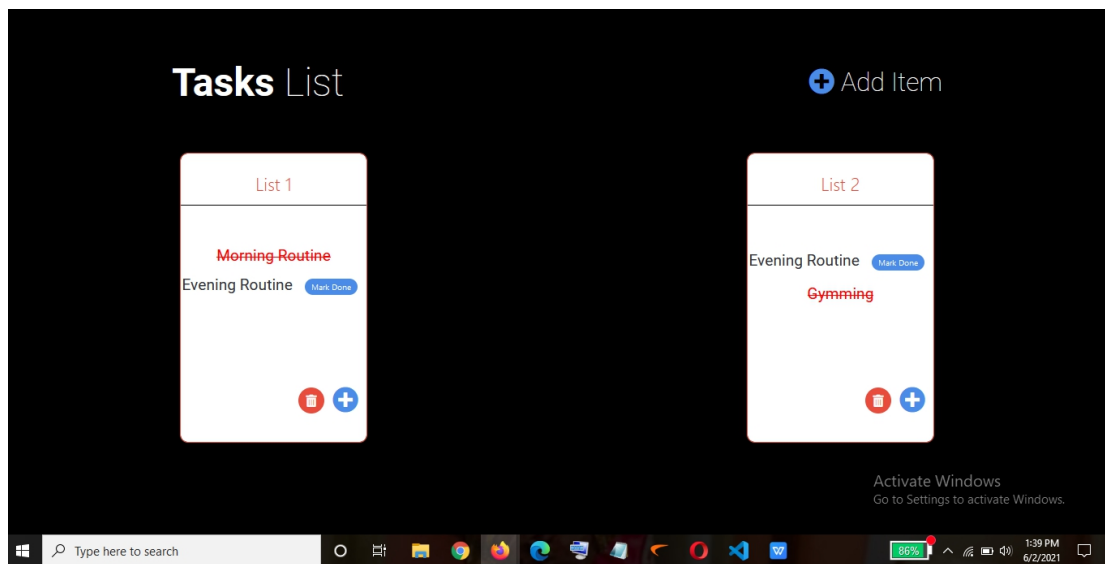 Tasks List
Add Item
List 1
Morning Routine
Evening Routine Mark Done
List 2
Evening Routine Mark Done
Gymming
Activate Windows
Go to Settings to activate Windows.
Type here to search
86%
1:39 PM
6/2/2021